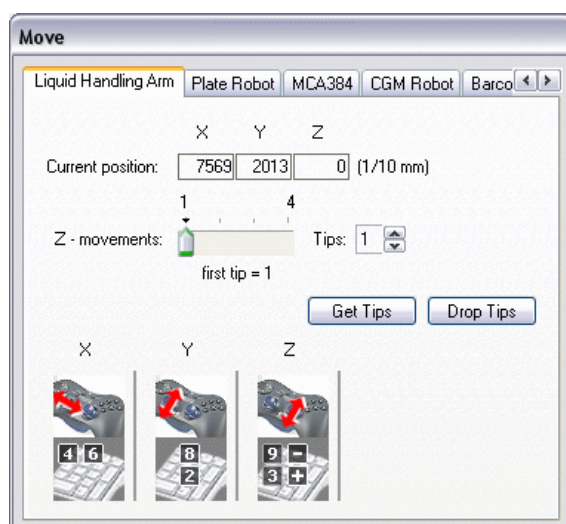 Move
Liquid Handling Arm Plate Robot MCA384 CGM Robot Barco
X Y Z
Current position: 7569 2013 0 (1/10 mm)
1 4
Z - movements: Tips: 1
first tip = 1
Get Tips Drop Tips
X Y Z
4 6 8 9 -
2 3 +